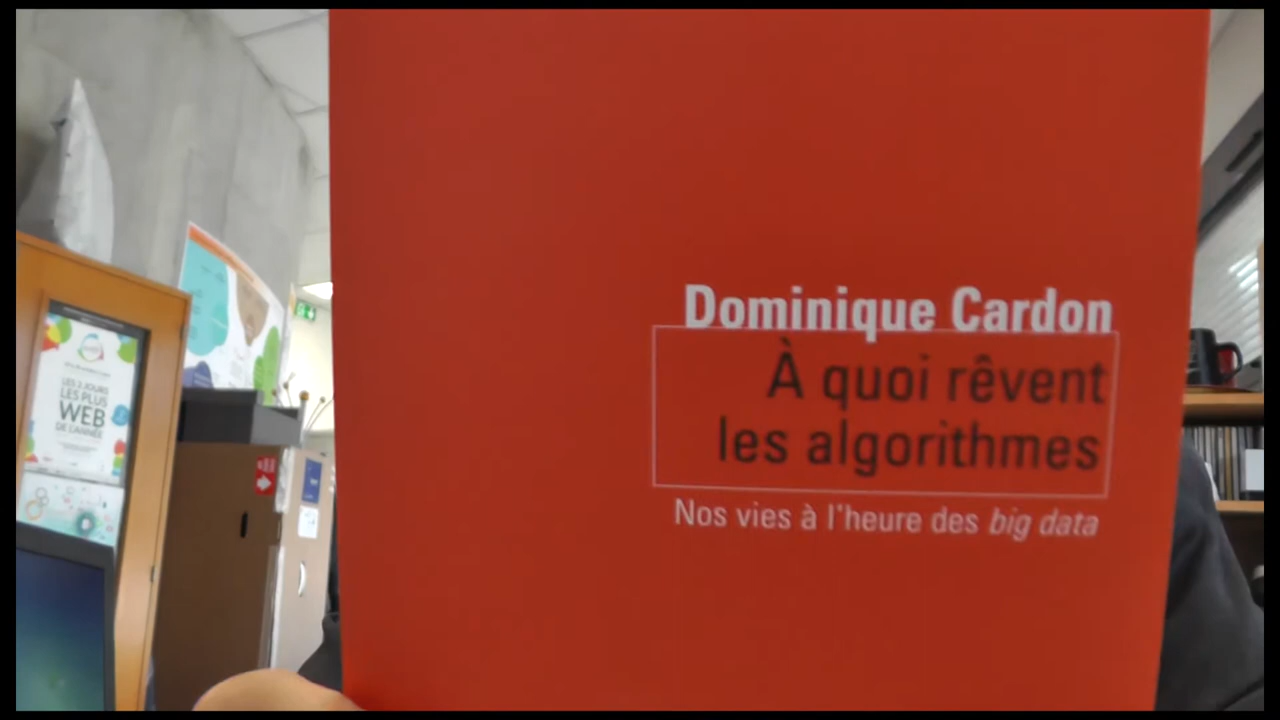 Dominique Cardon
À quoi rêvent
les algorithmes
Nos vies à l'heure des big data
LES 2 JOURS
LES PLUS
WEB
DE L'ANNÉE